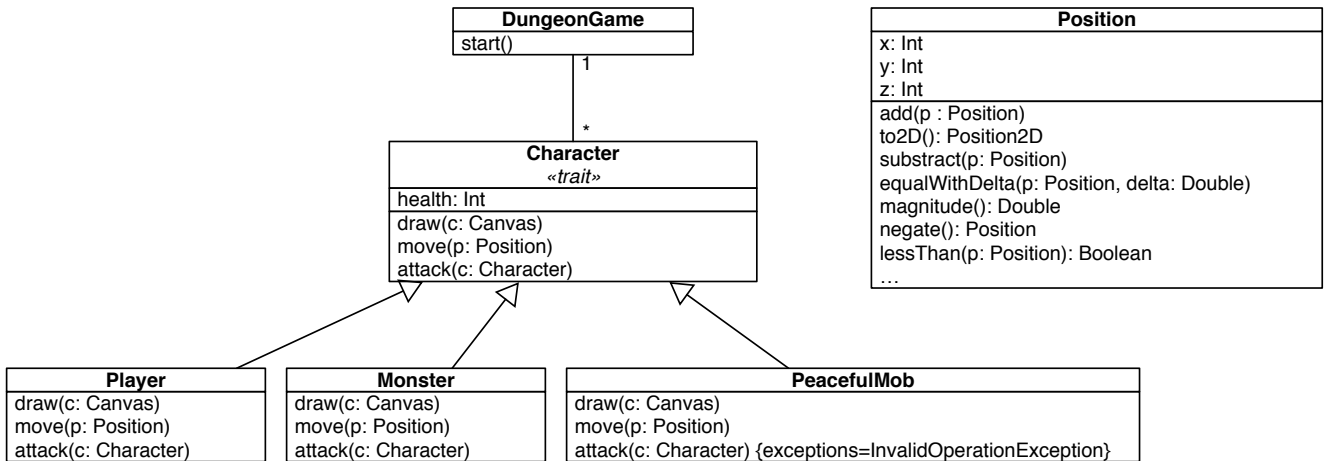 DungeonGame
start()
1
*
Character
«trait»
health: Int
draw(c: Canvas)
move(p: Position)
attack(c: Character)
Position
x: Int
y: Int
z: Int
add(p : Position)
to2D(): Position2D
substract(p: Position)
equalWithDelta(p: Position, delta: Double)
magnitude(): Double
negate(): Position
lessThan(p: Position): Boolean
…
Player
draw(c: Canvas)
move(p: Position)
attack(c: Character)
Monster
draw(c: Canvas)
move(p: Position)
attack(c: Character)
PeacefulMob
draw(c: Canvas)
move(p: Position)
attack(c: Character) {exceptions=InvalidOperationException}